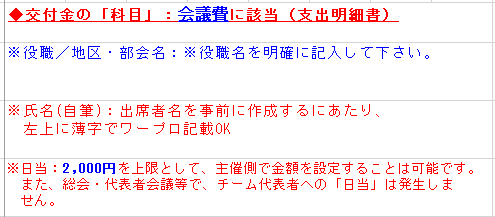 ◆交付金の「科目」：会議費に該当（支出明細書）
※役職／地区・部会名：※役職名を明確に記入して下さい。
※氏名(自筆)：出席者名を事前に作成するにあたり、
左上に薄字でワープロ記載OK
※日当：2,000円を上限として、主催側で金額を設定することは可能です。
また、総会・代表者会議等で、チーム代表者への「日当」は発生しま
せん。